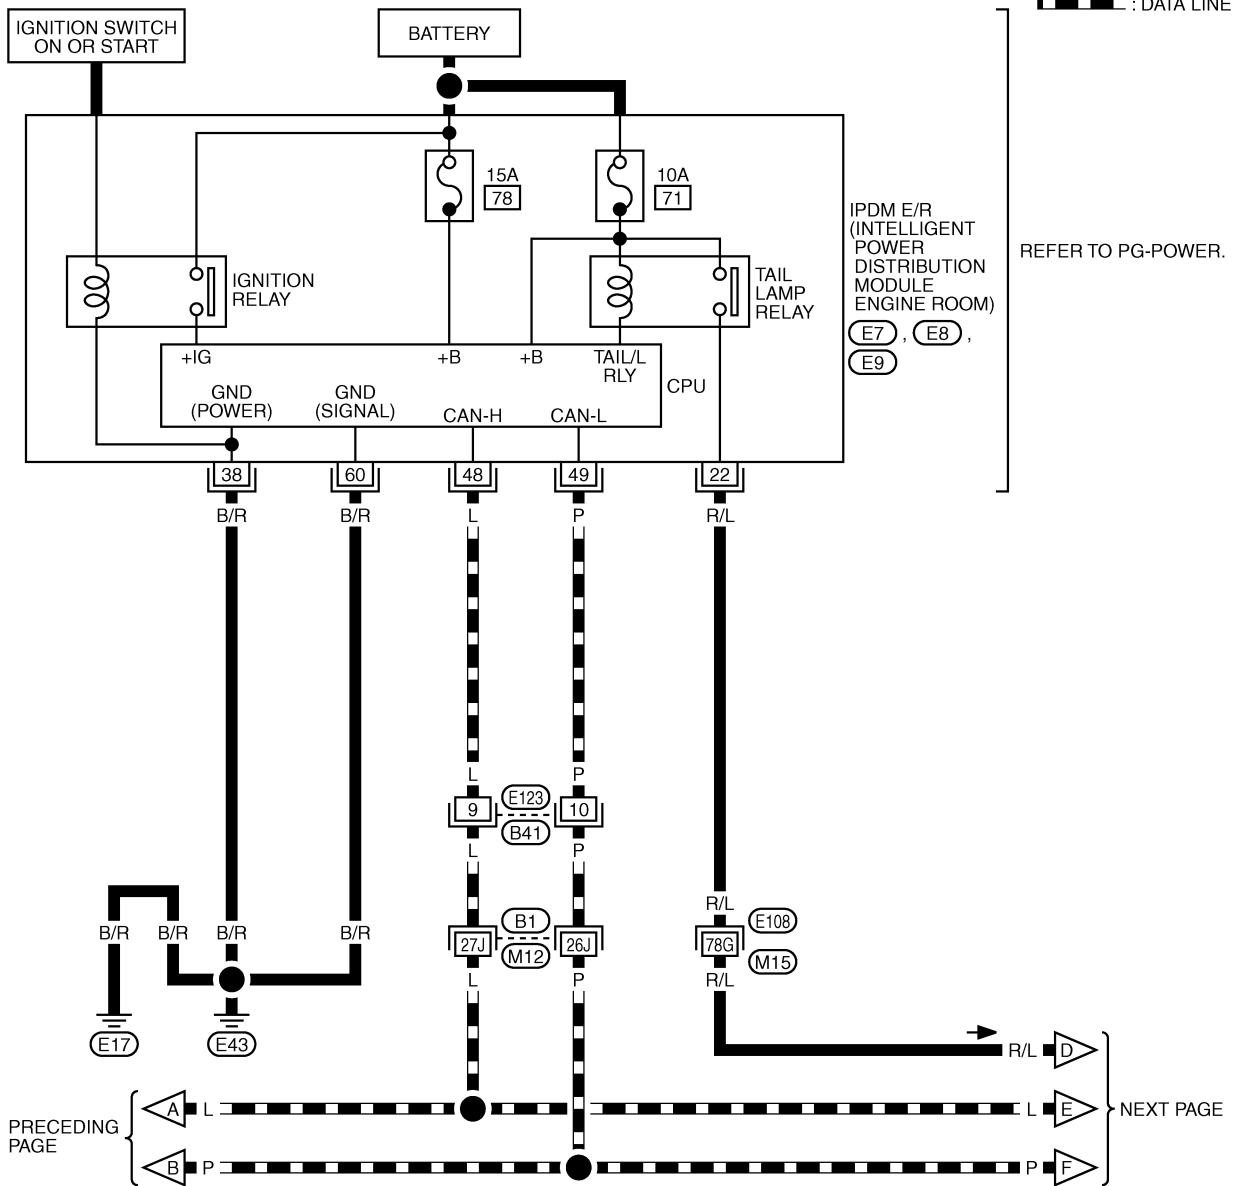 : DATA LINE
IGNITION SWITCH
ON OR START
BATTERY
15A
78
10A
71
IPDM E/R
(INTELLIGENT
POWER
DISTRIBUTION
MODULE
ENGINE ROOM)
E7 , E8 ,
E9
REFER TO PG-POWER.
IGNITION
RELAY
TAIL
LAMP
RELAY
+IG
+B
+B
TAIL/L
RLY
CPU
GND
(POWER)
GND
(SIGNAL)
CAN-H
CAN-L
38
60
48
49
22
B/R
B/R
L
P
R/L
L
P
9
E123
B41
10
L
P
R/L
E108
B/R
B/R
B/R
B/R
27J
B1
M12
26J
78G
M15
L
P
R/L
E17
E43
R/L
D
PRECEDING
PAGE
A
L
L
E
NEXT PAGE
B
P
P
F